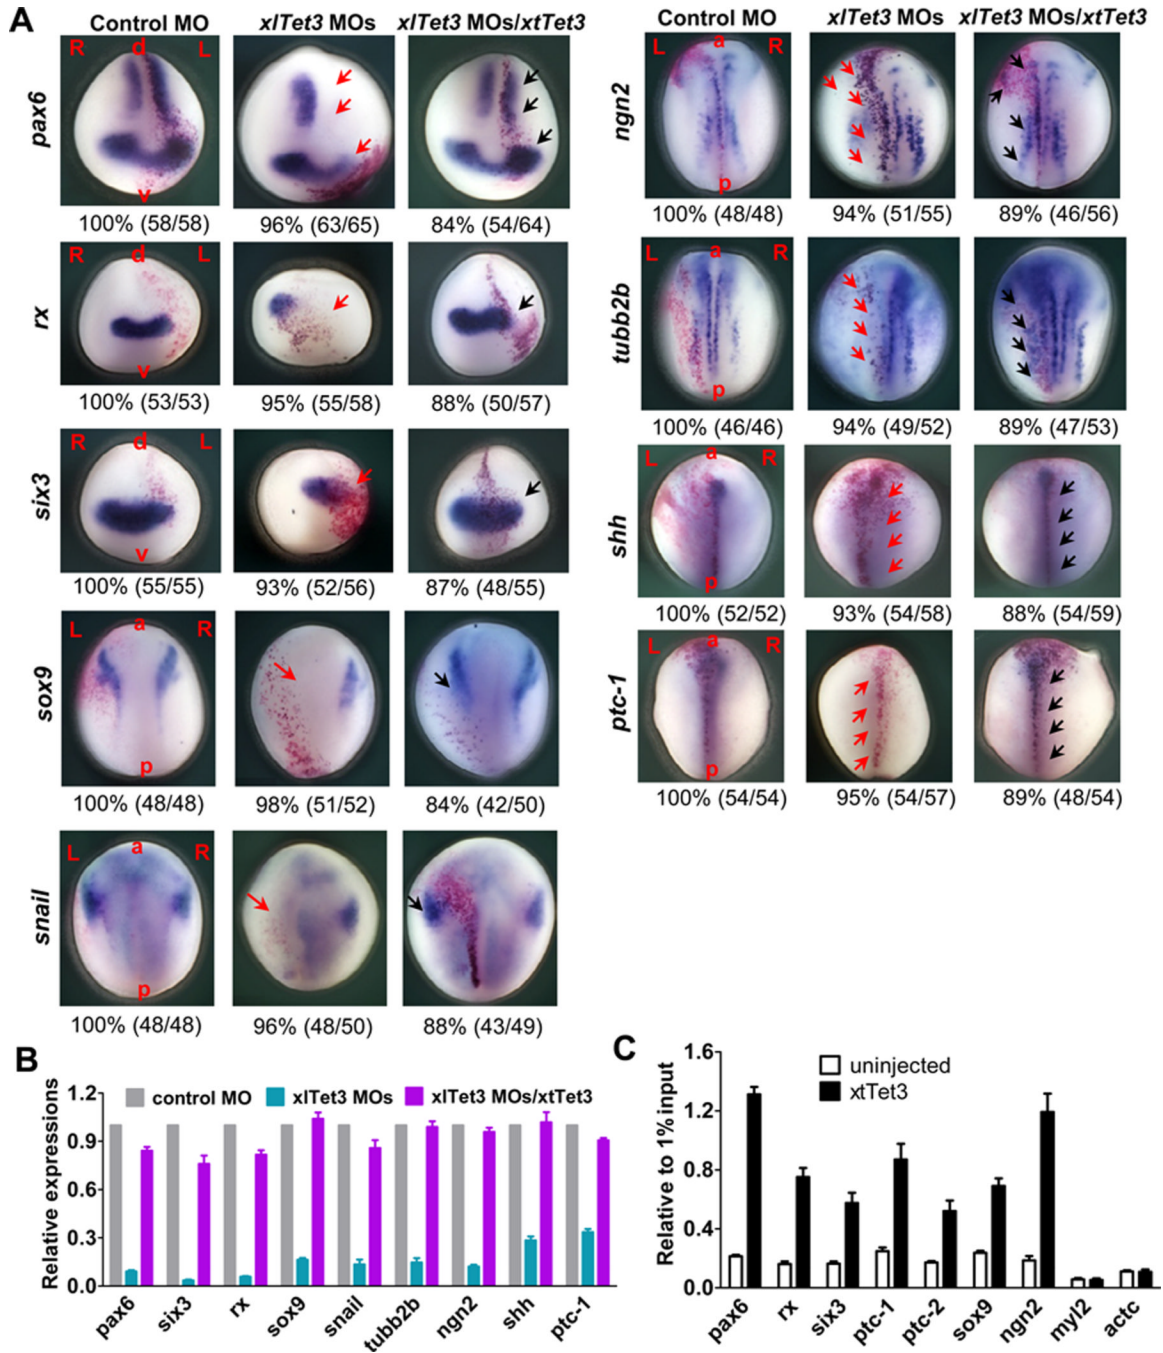 A
Control MO xlTet3 MOs xlTet3 MOs/xtTet3
pax6
R d L
v
100% (58/58) 96% (63/65) 84% (54/64)
rx
R d L
v
100% (53/53) 95% (55/58) 88% (50/57)
six3
R d L
v
100% (55/55) 93% (52/56) 87% (48/55)
sox9
L a R
p
100% (48/48) 98% (51/52) 84% (42/50)
snail
L a R
p
100% (48/48) 96% (48/50) 88% (43/49)
Control MO xlTet3 MOs xlTet3 MOs/xtTet3
ngn2
L a R
p
100% (48/48) 94% (51/55) 89% (46/56)
tubb2b
L a R
p
100% (46/46) 94% (49/52) 89% (47/53)
shh
L a R
p
100% (52/52) 93% (54/58) 88% (54/59)
ptc-1
L a R
p
100% (54/54) 95% (54/57) 89% (48/54)
B
Relative expressions
1.2
0.9
0.6
0.3
0.0
control MO xlTet3 MOs xlTet3 MOs/xtTet3
pax6 six3 rx sox9 snail tubb2b ngn2 shh ptc-1
C
Relative to 1% input
1.6
1.2
0.8
0.4
0.0
uninjected
xtTet3
pax6 rx six3 ptc-1 ptc-2 sox9 ngn2 myl2 actc